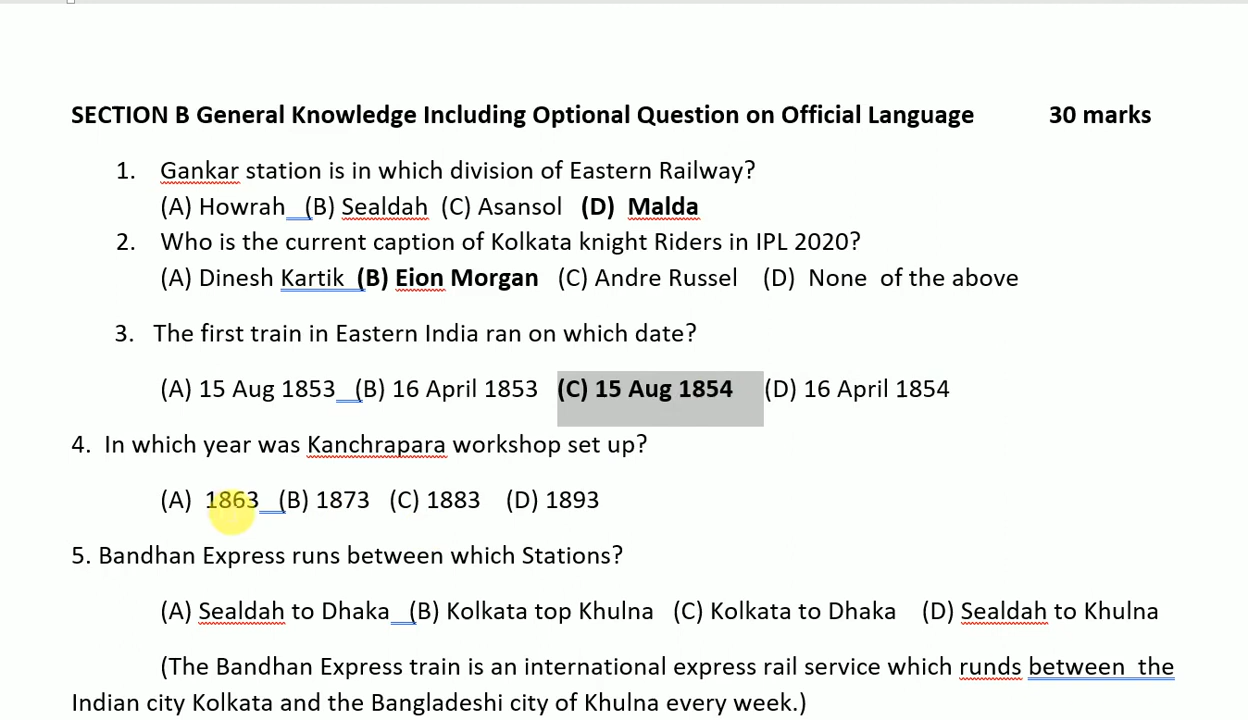 SECTION B General Knowledge Including Optional Question on Official Language 30 marks
1. Gankar station is in which division of Eastern Railway?
(A) Howrah (B) Sealdah (C) Asansol (D) Malda
2. Who is the current caption of Kolkata knight Riders in IPL 2020?
(A) Dinesh Kartik (B) Eion Morgan (C) Andre Russel (D) None of the above
3. The first train in Eastern India ran on which date?
(A) 15 Aug 1853 (B) 16 April 1853 (C) 15 Aug 1854 (D) 16 April 1854
4. In which year was Kanchrapara workshop set up?
(A) 1863 (B) 1873 (C) 1883 (D) 1893
5. Bandhan Express runs between which Stations?
(A) Sealdah to Dhaka (B) Kolkata top Khulna (C) Kolkata to Dhaka (D) Sealdah to Khulna
(The Bandhan Express train is an international express rail service which runds between the
Indian city Kolkata and the Bangladeshi city of Khulna every week.)